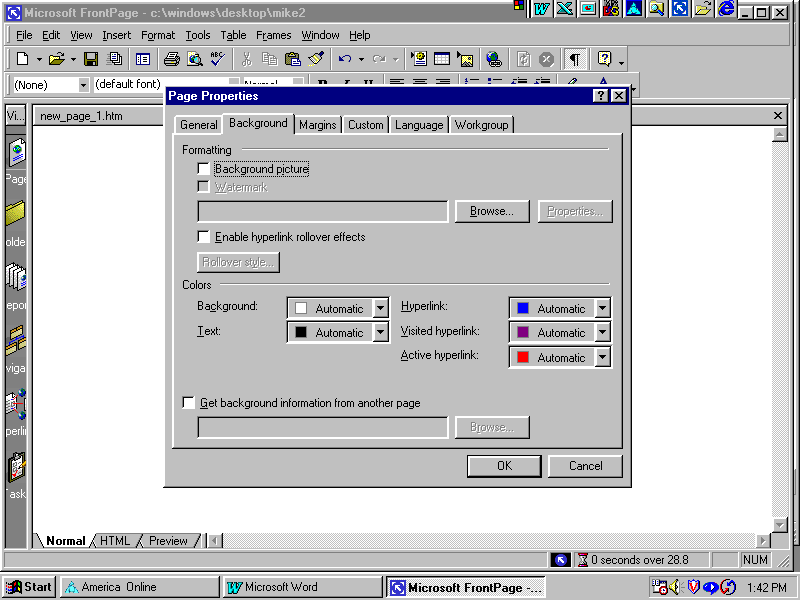 Microsoft FrontPage - c:\windows\desktop\mike2
File Edit View Insert Format Tools Table Frames Window Help
(None) (default font) Normal
Vi... new_page_1.htm
Page Properties
General Background Margins Custom Language Workgroup
Formatting
Background picture
Page
Watermark
Browse... Properties...
Enable hyperlink rollover effects
olde
Rollover style...
Colors
epor
Background: Automatic Hyperlink: Automatic
Text: Automatic Visited hyperlink: Automatic
Active hyperlink: Automatic
viga
Get background information from another page
Browse...
perlin
OK Cancel
Task
Normal HTML Preview
0 seconds over 28.8 NUM
Start America Online Microsoft Word Microsoft FrontPage -... 1:42 PM